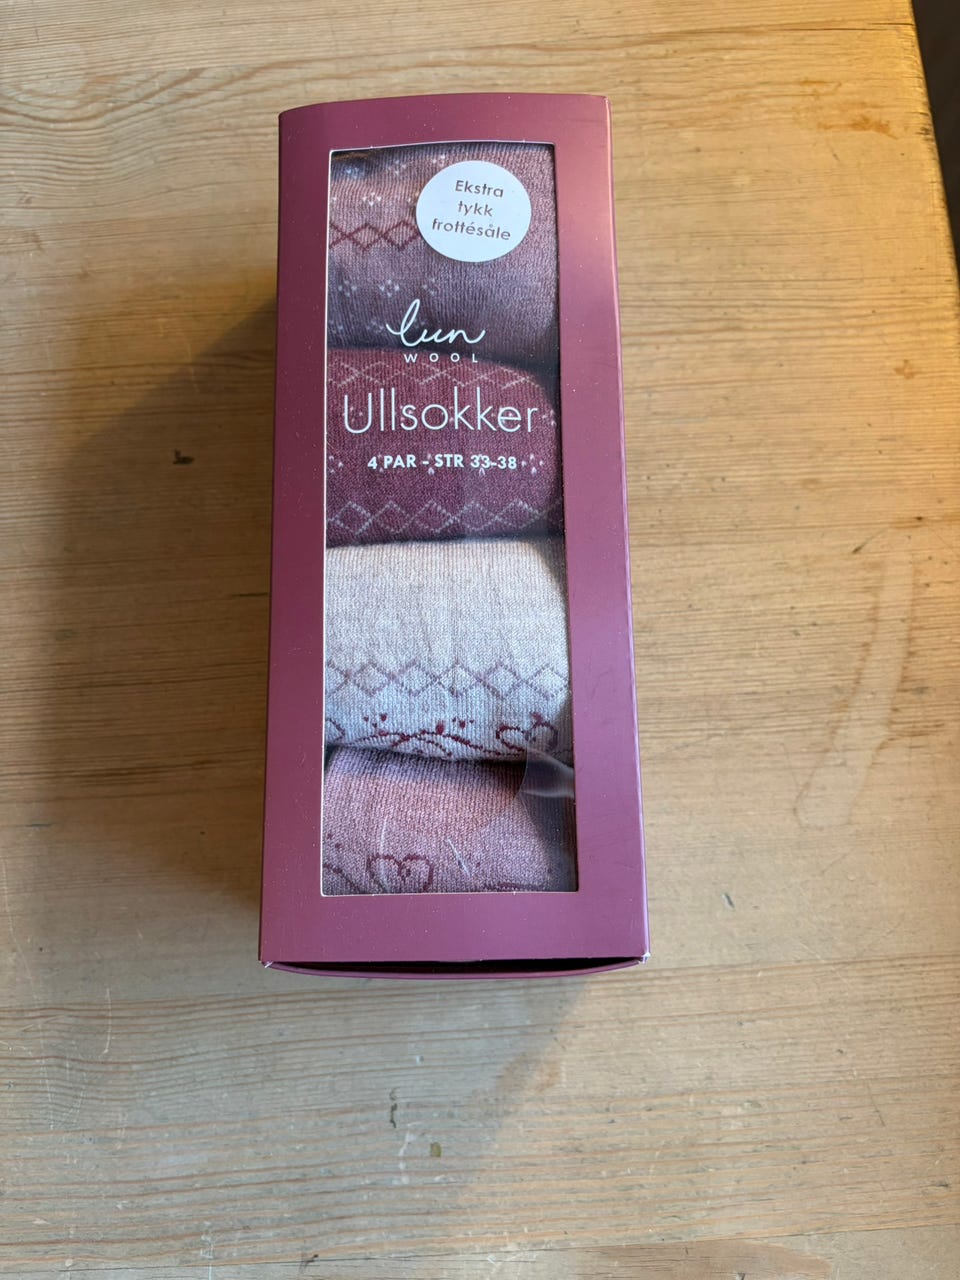 Ekstra
tykk
frottésåle
lun
WOOL
Ullsokker
4 PAR - STR 33-38